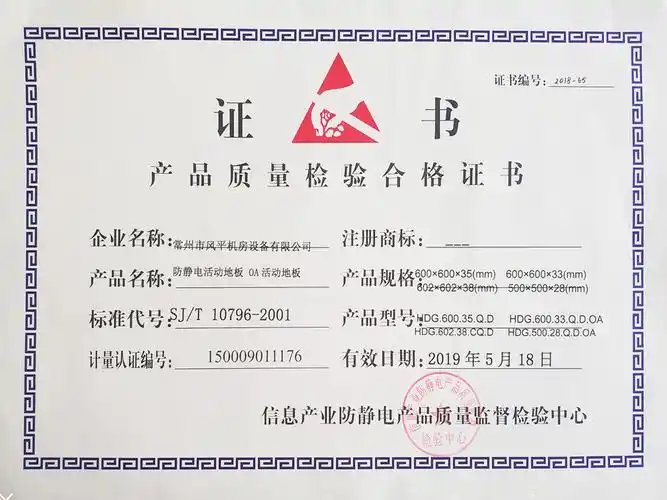 证书编号: 2018-65
证 书
产品质量检验合格证书
企业名称: 常州市风平机房设备有限公司
注册商标: ---
产品名称: 防静电活动地板 OA活动地板
产品规格: 600×600×35(mm) 600×600×33(mm)
602×602×38(mm) 500×500×28(mm)
标准代号: SJ/T 10796-2001
产品型号: HDG.600.35.Q.D HDG.600.33.Q.D.OA
HDG.602.38.Q.D HDG.500.28.Q.D.OA
计量认证编号: 150009011176
有效日期: 2019年5月18日
信息产业防静电产品质量监督检验中心
检验中心